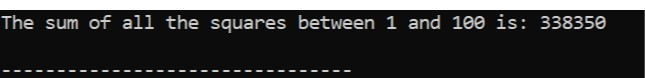 The sum of all the squares between 1 and 100 is: 338350
--------------------------------